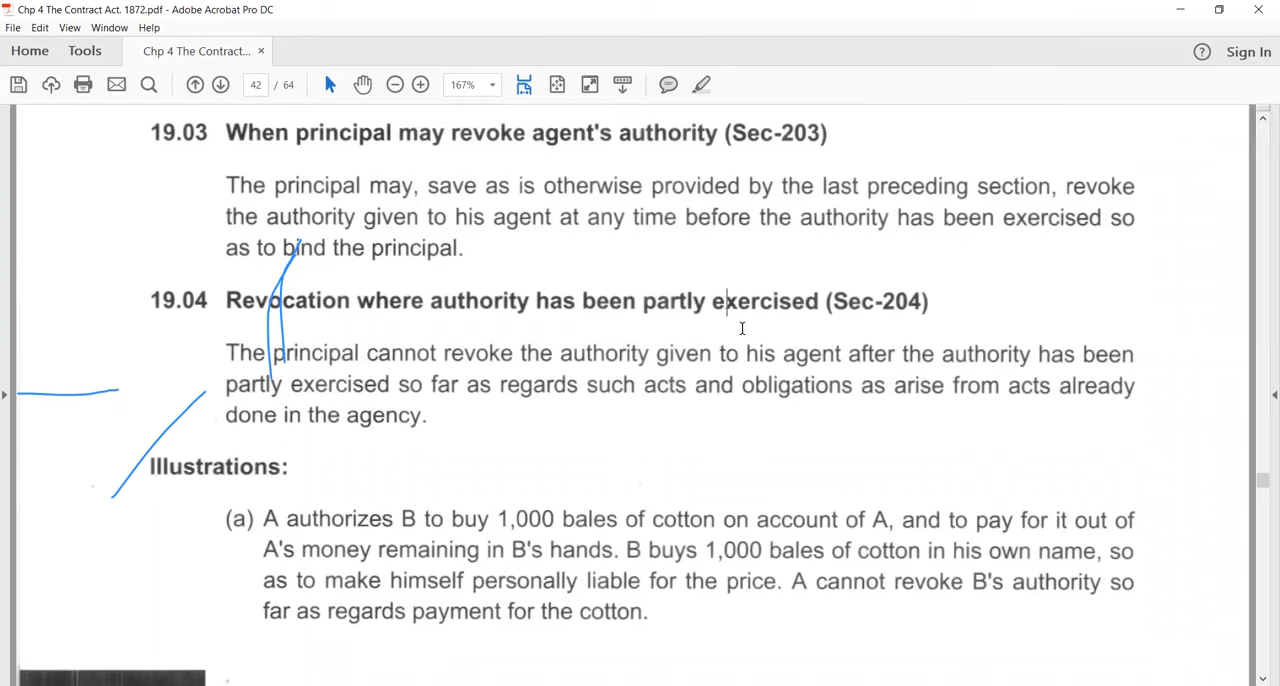 Chp 4 The Contract Act. 1872.pdf - Adobe Acrobat Pro DC
File Edit View Window Help
Home Tools Chp 4 The Contract... × ? Sign In
42 / 64 167%
19.03 When principal may revoke agent's authority (Sec-203)
The principal may, save as is otherwise provided by the last preceding section, revoke
the authority given to his agent at any time before the authority has been exercised so
as to bind the principal.
19.04 Revocation where authority has been partly exercised (Sec-204)
The principal cannot revoke the authority given to his agent after the authority has been
partly exercised so far as regards such acts and obligations as arise from acts already
done in the agency.
Illustrations:
(a) A authorizes B to buy 1,000 bales of cotton on account of A, and to pay for it out of
A's money remaining in B's hands. B buys 1,000 bales of cotton in his own name, so
as to make himself personally liable for the price. A cannot revoke B's authority so
far as regards payment for the cotton.